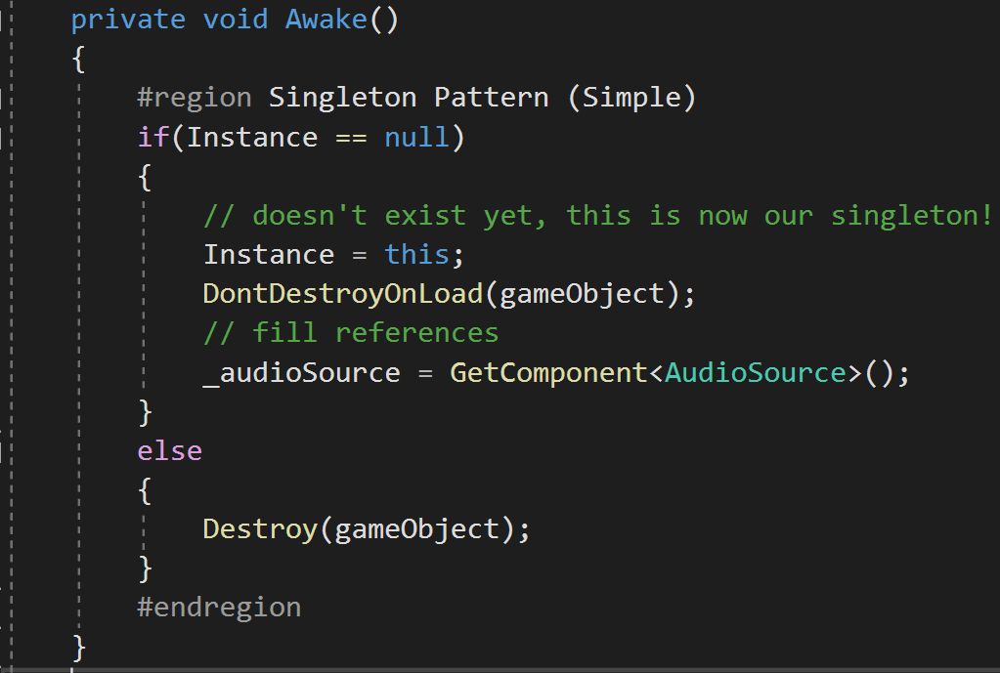 private void Awake()
{
#region Singleton Pattern (Simple)
if(Instance == null)
{
// doesn't exist yet, this is now our singleton!
Instance = this;
DontDestroyOnLoad(gameObject);
// fill references
_audioSource = GetComponent<AudioSource>();
}
else
{
Destroy(gameObject);
}
#endregion
}